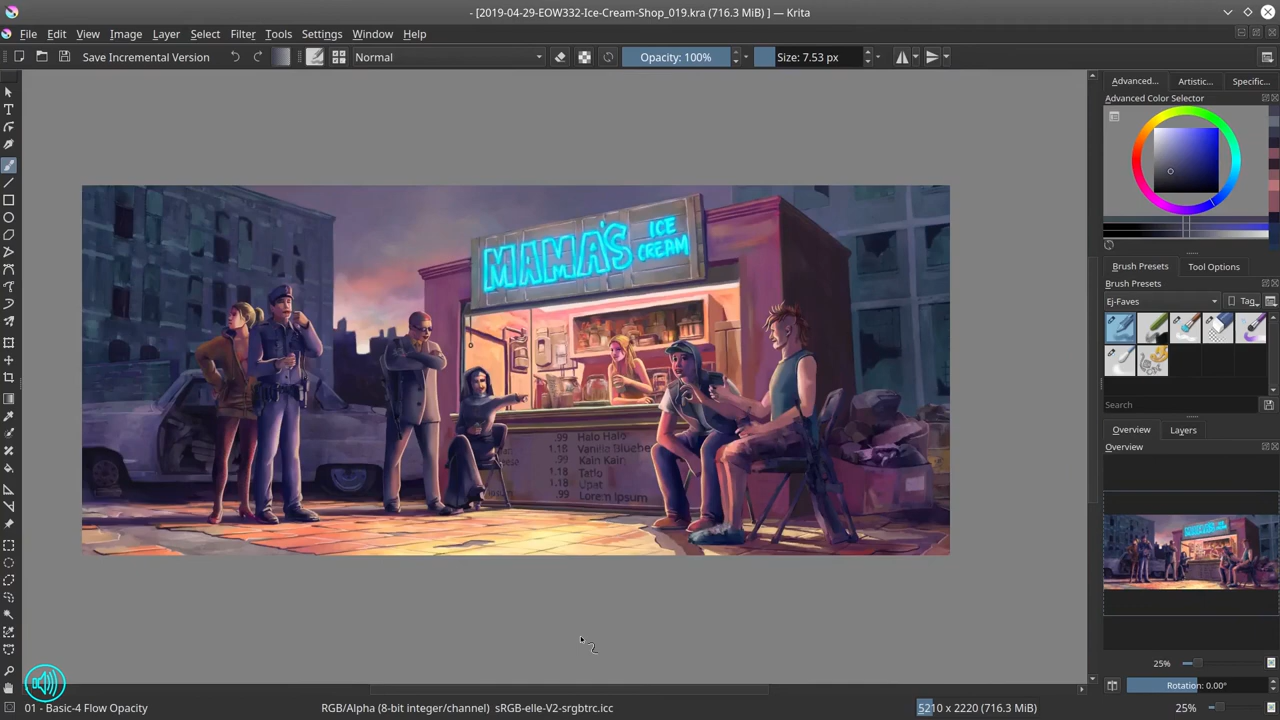 - [2019-04-29-EOW332-Ice-Cream-Shop_019.kra (716.3 MiB) ] — Krita
File Edit View Image Layer Select Filter Tools Settings Window Help
Save Incremental Version Normal Opacity: 100% Size: 7.53 px
Advanced... Artistic... Specific...
Advanced Color Selector
MAMA'S ICE CREAM
Brush Presets Tool Options
Brush Presets
Ej-Faves Tag
Search
Overview Layers
Overview
.99 Halo Halo
1.18 Vanilla Bluebe
.99 Kain Kain
1.18 Tatlo
1.18 Upat
.99 Lorem Ipsum
25%
Rotation: 0.00°
01 - Basic-4 Flow Opacity RGB/Alpha (8-bit integer/channel) sRGB-elle-V2-srgbtrc.icc 5210 x 2220 (716.3 MiB) 25%